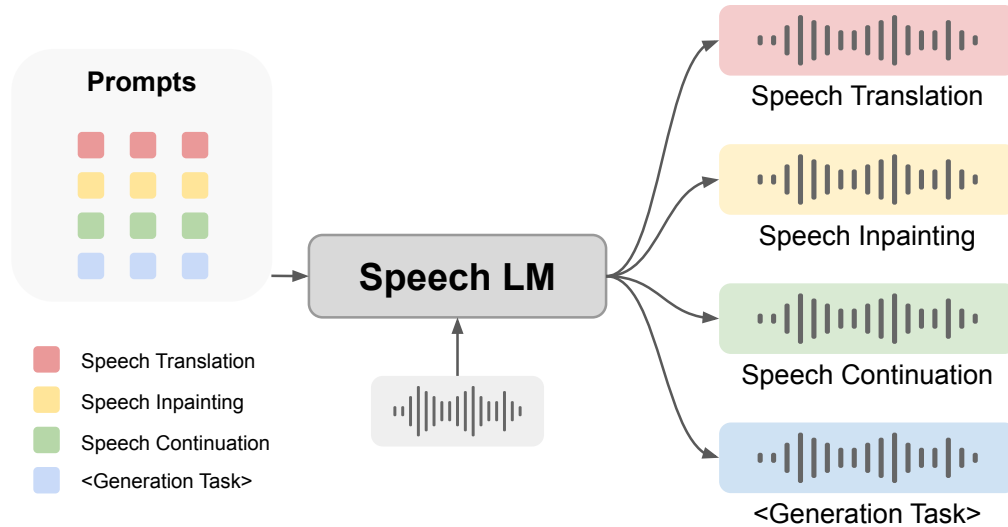 Prompts
Speech Translation
Speech Inpainting
Speech Continuation
<Generation Task>
Speech LM
Speech Translation
Speech Inpainting
Speech Continuation
<Generation Task>